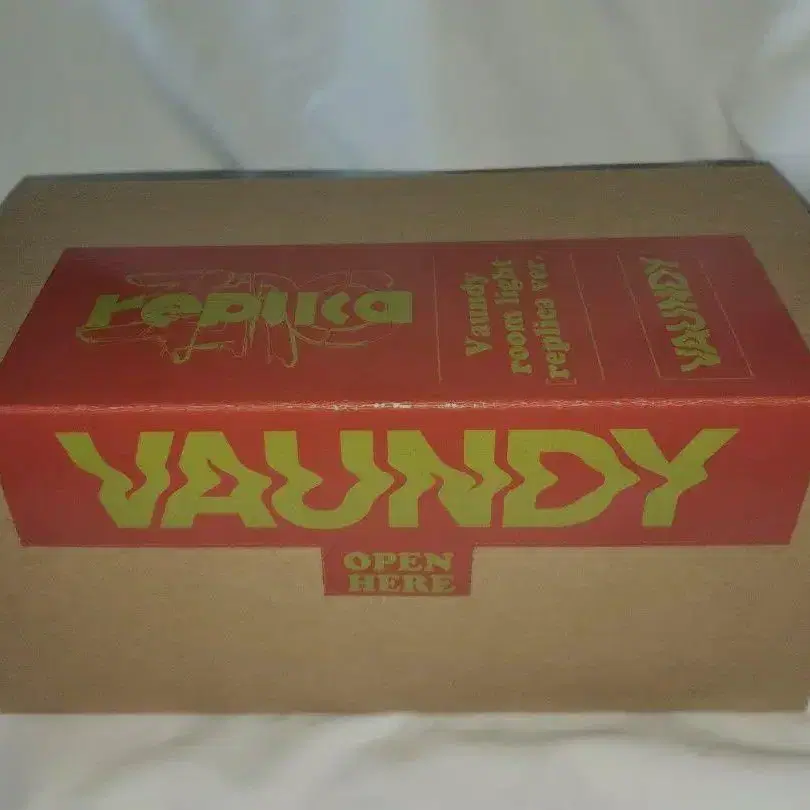 replica
Vaundy
room light
[replica ver.
VAUNDY
VAUNDY
OPEN
HERE